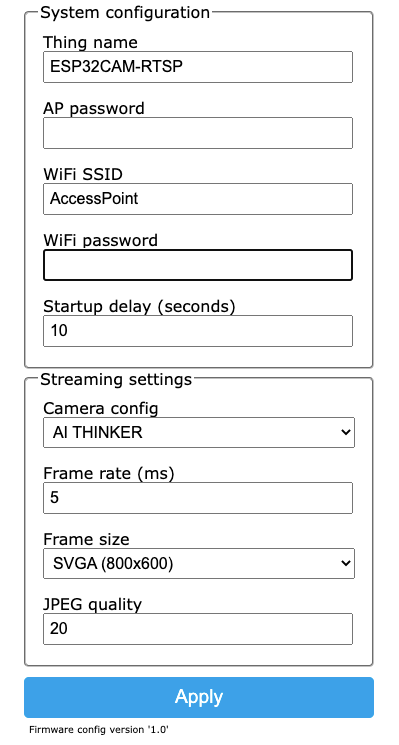 System configuration
Thing name
ESP32CAM-RTSP
AP password
WiFi SSID
AccessPoint
WiFi password
Startup delay (seconds)
10
Streaming settings
Camera config
AI THINKER
Frame rate (ms)
5
Frame size
SVGA (800x600)
JPEG quality
20
Apply
Firmware config version '1.0'